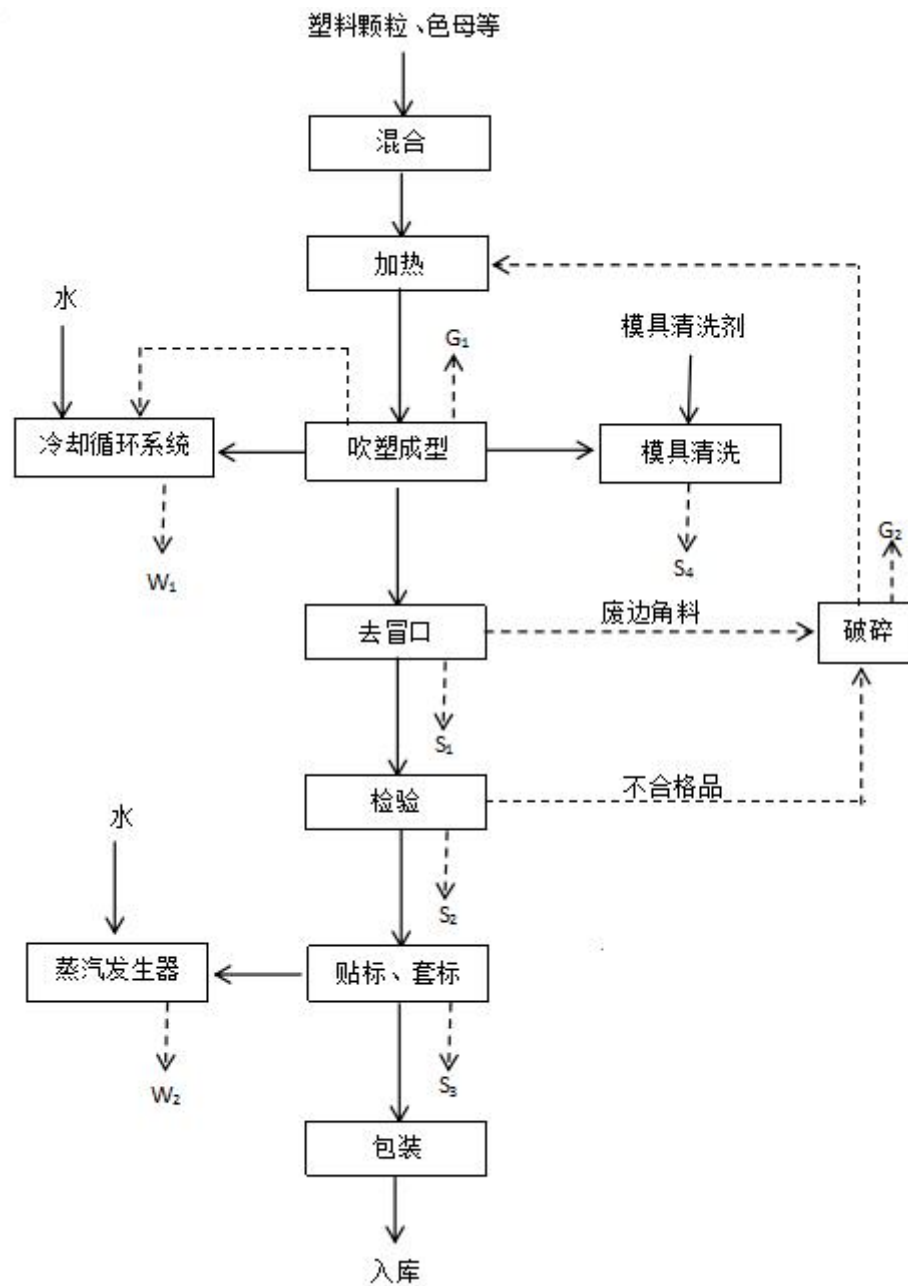 塑料颗粒、色母等
混合
加热
水
模具清洗剂
G₁
冷却循环系统
吹塑成型
模具清洗
W₁
S₄
G₂
去冒口
废边角料
破碎
S₁
检验
不合格品
水
S₂
蒸汽发生器
贴标、套标
W₂
S₃
包装
入库